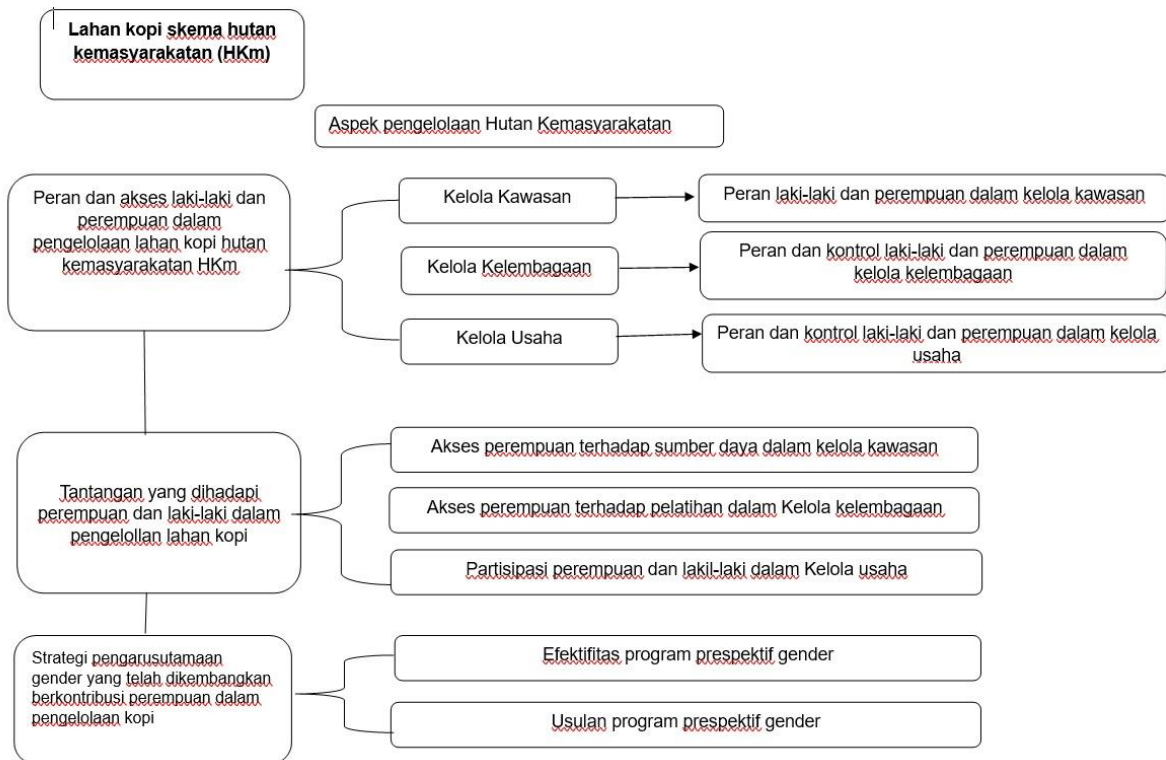 Lahan kopi skema hutan
kemasyarakatan (HKm)
Aspek pengelolaan Hutan Kemasyarakatan
Peran dan akses laki-laki dan
perempuan dalam
pengelolaan lahan kopi hutan
kemasyarakatan HKm
Kelola Kawasan
Peran laki-laki dan perempuan dalam kelola kawasan
Kelola Kelembagaan
Peran dan kontrol laki-laki dan perempuan dalam
kelola kelembagaan
Kelola Usaha
Peran dan kontrol laki-laki dan perempuan dalam kelola
usaha
Tantangan yang dihadapi
perempuan dan laki-laki dalam
pengelollan lahan kopi
Akses perempuan terhadap sumber daya dalam kelola kawasan
Akses perempuan terhadap pelatihan dalam Kelola kelembagaan
Partisipasi perempuan dan lakil-laki dalam Kelola usaha
Strategi pengarusutamaan
gender yang telah dikembangkan
berkontribusi perempuan dalam
pengelolaan kopi
Efektifitas program prespektif gender
Usulan program prespektif gender